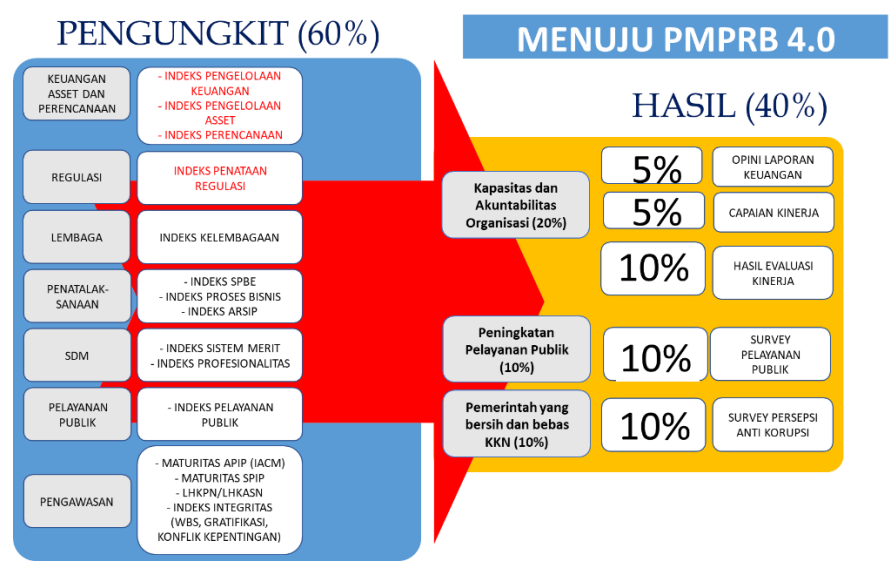 PENGUNGKIT (60%)
MENUJU PMPRB 4.0
KEUANGAN
ASSET DAN
PERENCANAAN
- INDEKS PENGELOLAAN
KEUANGAN
- INDEKS PENGELOLAAN
ASSET
- INDEKS PERENCANAAN
REGULASI
INDEKS PENATAAN
REGULASI
LEMBAGA
INDEKS KELEMBAGAAN
PENATALAK-
SANAAN
- INDEKS SPBE
- INDEKS PROSES BISNIS
- INDEKS ARSIP
SDM
- INDEKS SISTEM MERIT
- INDEKS PROFESIONALITAS
PELAYANAN
PUBLIK
- INDEKS PELAYANAN
PUBLIK
PENGAWASAN
- MATURITAS APIP (IACM)
- MATURITAS SPIP
- LHKPN/LHKASN
- INDEKS INTEGRITAS
(WBS, GRATIFIKASI,
KONFLIK KEPENTINGAN)
HASIL (40%)
Kapasitas dan
Akuntabilitas
Organisasi (20%)
5%
OPINI LAPORAN
KEUANGAN
5%
CAPAIAN KINERJA
10%
HASIL EVALUASI
KINERJA
Peningkatan
Pelayanan Publik
(10%)
10%
SURVEY
PELAYANAN
PUBLIK
Pemerintah yang
bersih dan bebas
KKN (10%)
10%
SURVEY PERSEPSI
ANTI KORUPSI